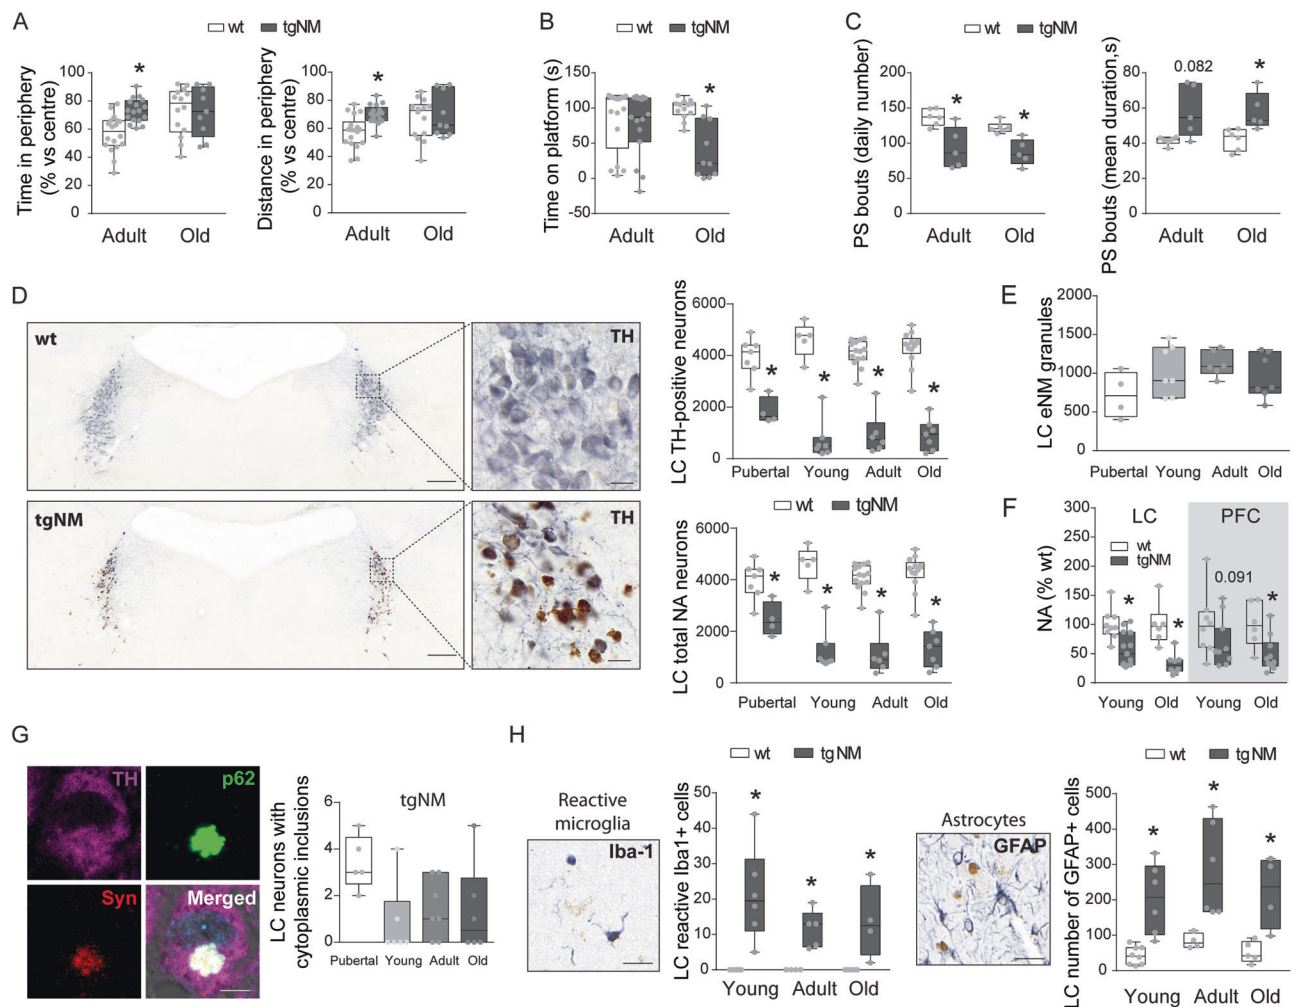 A
wt
tgNM
Time in periphery
(% vs centre)
100
80
60
40
20
0
*
Adult
Old
Distance in periphery
(% vs centre)
100
80
60
40
20
0
*
Adult
Old
B
wt
tgNM
Time on platform (s)
150
100
50
0
-50
*
Adult
Old
C
wt
tgNM
PS bouts (daily number)
200
150
100
50
0
*
*
Adult
Old
PS bouts (mean duration,s)
80
60
40
20
0
0.082
*
Adult
Old
D
wt
TH
tgNM
TH
LC TH-positive neurons
6000
4000
2000
0
*
*
*
*
Pubertal
Young
Adult
Old
wt
tgNM
LC total NA neurons
6000
4000
2000
0
*
*
*
*
Pubertal
Young
Adult
Old
E
LC eNM granules
2000
1500
1000
500
0
Pubertal
Young
Adult
Old
F
NA (% wt)
300
250
200
150
100
50
0
LC
PFC
wt
tgNM
*
*
0.091
*
Young
Old
Young
Old
G
TH
p62
Syn
Merged
tgNM
LC neurons with
cytoplasmic inclusions
6
4
2
0
Pubertal
Young
Adult
Old
H
wt
tgNM
Reactive
microglia
Iba-1
LC reactive Iba1+ cells
50
40
30
20
10
0
*
*
*
Young
Adult
Old
Astrocytes
GFAP
wt
tgNM
LC number of GFAP+ cells
500
400
300
200
100
0
*
*
*
Young
Adult
Old